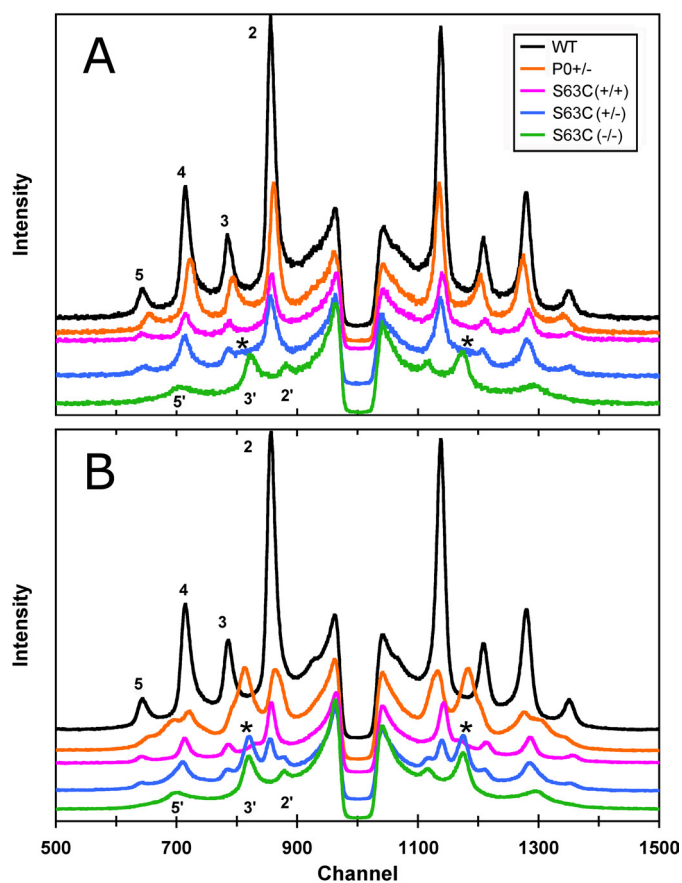 A
2
WT
P0+/-
S63C (+/+)
S63C (+/-)
S63C (-/-)
4
3
5
*
*
5'
3'
2'
Intensity
B
2
4
3
5
*
*
5'
3'
2'
Intensity
500
700
900
1100
1300
1500
Channel